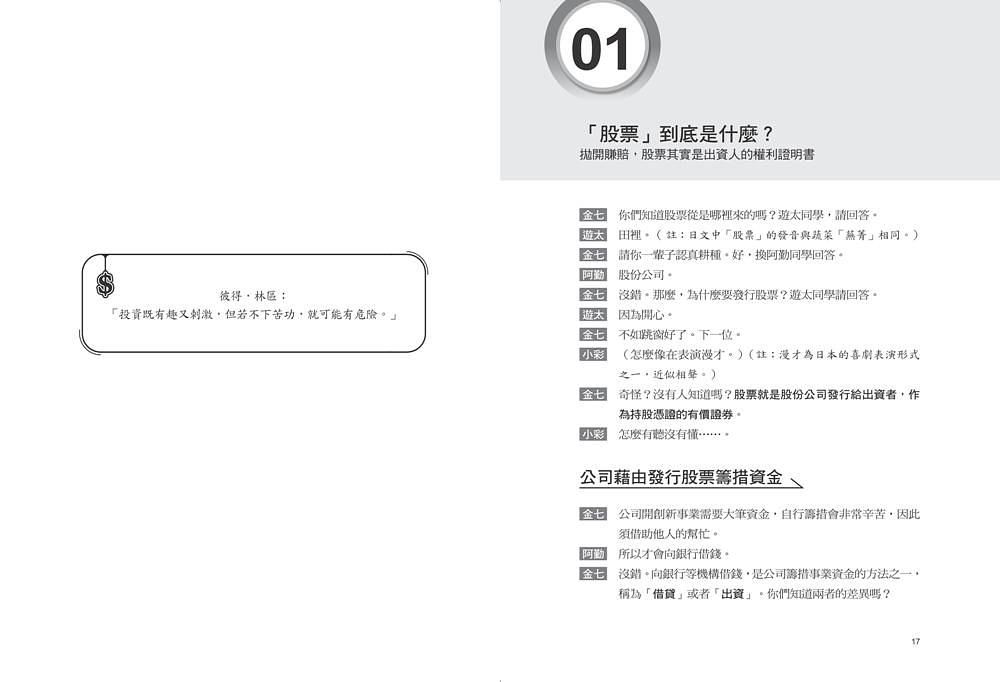 彼得．林區：
「投資既有趣又刺激，但若不下苦功，就可能有危險。」
01
「股票」到底是什麼？
拋開賺賠，股票其實是出資人的權利證明書
金七 你們知道股票從是哪裡來的嗎？遊太同學，請回答。
遊太 田裡。（註：日文中「股票」的發音與蔬菜「蕪菁」相同。）
金七 請你一輩子認真耕種。好，換阿勤同學回答。
阿勤 股份公司。
金七 沒錯。那麼，為什麼要發行股票？遊太同學請回答。
遊太 因為開心。
金七 不如跳窗好了。下一位。
小彩 （怎麼像在表演漫才。）（註：漫才為日本的喜劇表演形式
之一，近似相聲。）
金七 奇怪？沒有人知道嗎？股票就是股份公司發行給出資者，作
為持股憑證的有價證券。
小彩 怎麼有聽沒有懂⋯⋯。
公司藉由發行股票籌措資金
金七 公司開創新事業需要大筆資金，自行籌措會非常辛苦，因此
須借助他人的幫忙。
阿勤 所以才會向銀行借錢。
金七 沒錯。向銀行等機構借錢，是公司籌措事業資金的方法之一，
稱為「借貸」或者「出資」。你們知道兩者的差異嗎？
17